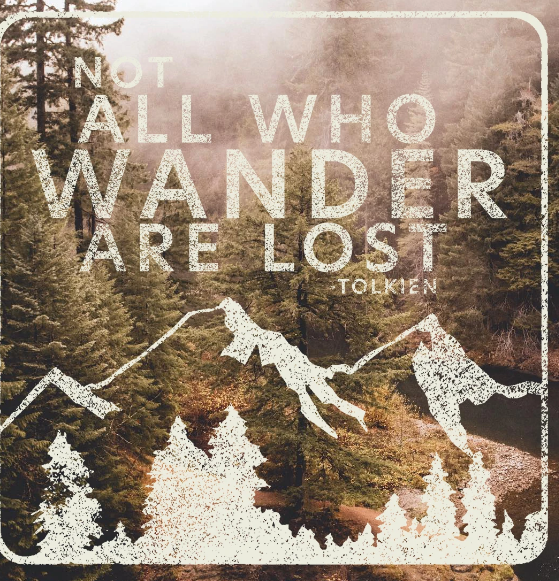 NOT
ALL WHO
WANDER
ARE LOST
-TOLKIEN